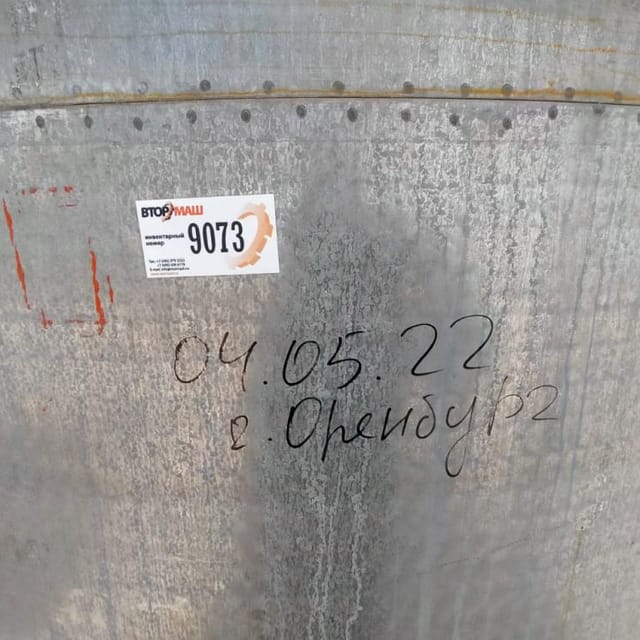 ВТОРМАШ
инвентарный
номер
9073
04.05.22
г. Оренбург